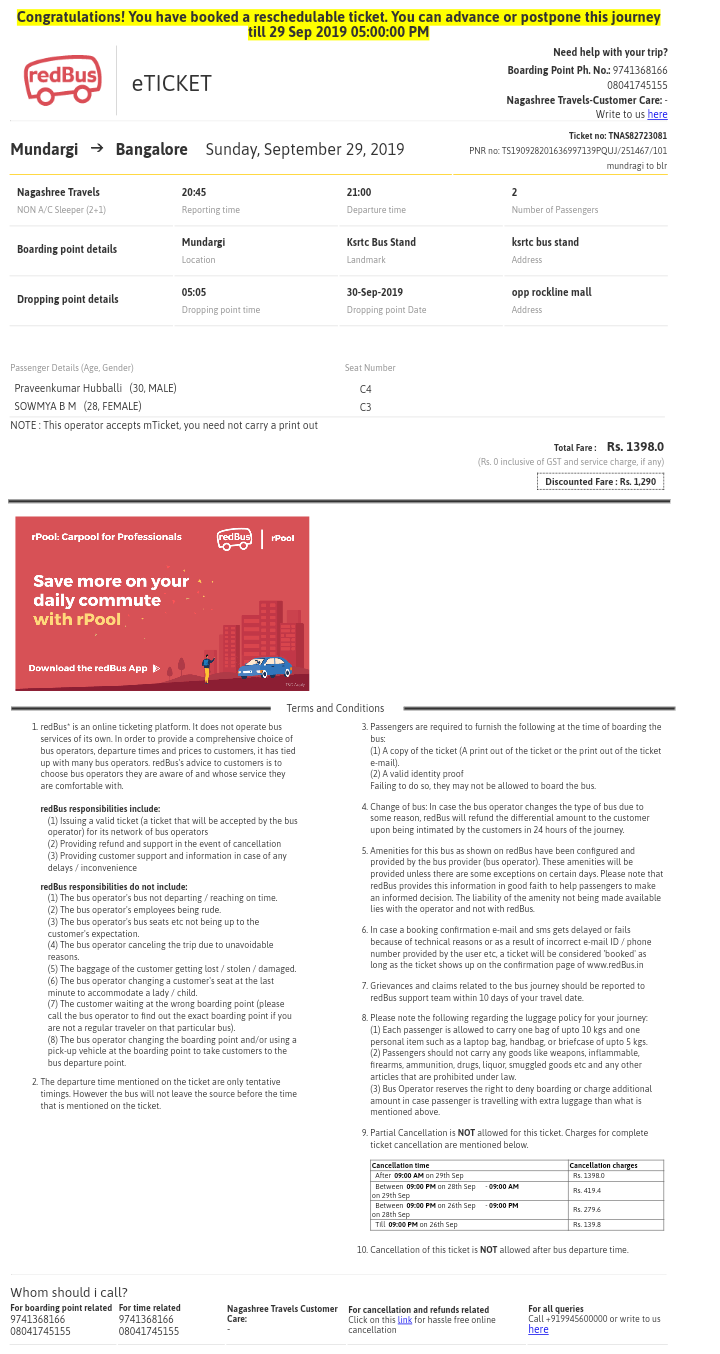 Congratulations! You have booked a reschedulable ticket. You can advance or postpone this journey
till 29 Sep 2019 05:00:00 PM
redBus
eTICKET
Need help with your trip?
Boarding Point Ph. No.: 9741368166
08041745155
Nagashree Travels-Customer Care: -
Write to us here
Mundargi → Bangalore Sunday, September 29, 2019
Ticket no: TNAS82723081
PNR no: TS190928201636997139PQUJ/251467/101
mundragi to blr
Nagashree Travels 20:45 21:00 2
NON A/C Sleeper (2+1) Reporting time Departure time Number of Passengers
Boarding point details Mundargi Ksrtc Bus Stand ksrtc bus stand
Location Landmark Address
Dropping point details 05:05 30-Sep-2019 opp rockline mall
Dropping point time Dropping point Date Address
Passenger Details (Age, Gender) Seat Number
Praveenkumar Hubballi (30, MALE) C4
SOWMYA B M (28, FEMALE) C3
NOTE : This operator accepts mTicket, you need not carry a print out
Total Fare : Rs. 1398.0
(Rs. 0 inclusive of GST and service charge, if any)
Discounted Fare : Rs. 1,290
rPool: Carpool for Professionals
redBus | rPool
Save more on your
daily commute
with rPool
Download the redBus App
Terms and Conditions
1. redBus* is an online ticketing platform. It does not operate bus
services of its own. In order to provide a comprehensive choice of
bus operators, departure times and prices to customers, it has tied
up with many bus operators. redBus's advice to customers is to
choose bus operators they are aware of and whose service they
are comfortable with.
redBus responsibilities include:
(1) Issuing a valid ticket (a ticket that will be accepted by the bus
operator) for its network of bus operators
(2) Providing refund and support in the event of cancellation
(3) Providing customer support and information in case of any
delays / inconvenience
redBus responsibilities do not include:
(1) The bus operator's bus not departing / reaching on time.
(2) The bus operator's employees being rude.
(3) The bus operator's bus seats etc not being up to the
customer's expectation.
(4) The bus operator canceling the trip due to unavoidable
reasons.
(5) The baggage of the customer getting lost / stolen / damaged.
(6) The bus operator changing a customer's seat at the last
minute to accommodate a lady / child.
(7) The customer waiting at the wrong boarding point (please
call the bus operator to find out the exact boarding point if you
are not a regular traveler on that particular bus).
(8) The bus operator changing the boarding point and/or using a
pick-up vehicle at the boarding point to take customers to the
bus departure point.
2. The departure time mentioned on the ticket are only tentative
timings. However the bus will not leave the source before the time
that is mentioned on the ticket.
3. Passengers are required to furnish the following at the time of boarding the
bus:
(1) A copy of the ticket (A print out of the ticket or the print out of the ticket
e-mail).
(2) A valid identity proof
Failing to do so, they may not be allowed to board the bus.
4. Change of bus: In case the bus operator changes the type of bus due to
some reason, redBus will refund the differential amount to the customer
upon being intimated by the customers in 24 hours of the journey.
5. Amenities for this bus as shown on redBus have been configured and
provided by the bus provider (bus operator). These amenities will be
provided unless there are some exceptions on certain days. Please note that
redBus provides this information in good faith to help passengers to make
an informed decision. The liability of the amenity not being made available
lies with the operator and not with redBus.
6. In case a booking confirmation e-mail and sms gets delayed or fails
because of technical reasons or as a result of incorrect e-mail ID / phone
number provided by the user etc, a ticket will be considered 'booked' as
long as the ticket shows up on the confirmation page of www.redBus.in
7. Grievances and claims related to the bus journey should be reported to
redBus support team within 10 days of your travel date.
8. Please note the following regarding the luggage policy for your journey:
(1) Each passenger is allowed to carry one bag of upto 10 kgs and one
personal item such as a laptop bag, handbag, or briefcase of upto 5 kgs.
(2) Passengers should not carry any goods like weapons, inflammable,
firearms, ammunition, drugs, liquor, smuggled goods etc and any other
articles that are prohibited under law.
(3) Bus Operator reserves the right to deny boarding or charge additional
amount in case passenger is travelling with extra luggage than what is
mentioned above.
9. Partial Cancellation is NOT allowed for this ticket. Charges for complete
ticket cancellation are mentioned below.
Cancellation time Cancellation charges
After 09:00 AM on 29th Sep Rs. 1398.0
Between 09:00 PM on 28th Sep - 09:00 AM
on 29th Sep Rs. 419.4
Between 09:00 PM on 26th Sep - 09:00 PM
on 28th Sep Rs. 279.6
Till 09:00 PM on 26th Sep Rs. 139.8
10. Cancellation of this ticket is NOT allowed after bus departure time.
Whom should i call?
For boarding point related
9741368166
08041745155
For time related
9741368166
08041745155
Nagashree Travels Customer
Care:
-
For cancellation and refunds related
Click on this link for hassle free online
cancellation
For all queries
Call +919945600000 or write to us
here